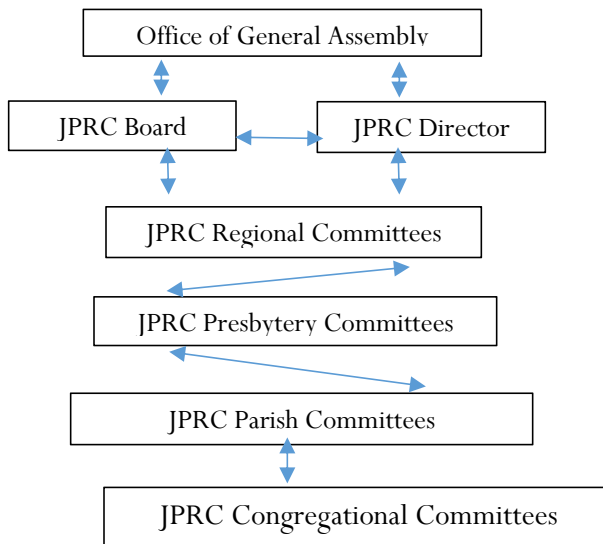 Office of General Assembly
JPRC Board
JPRC Director
JPRC Regional Committees
JPRC Presbytery Committees
JPRC Parish Committees
JPRC Congregational Committees